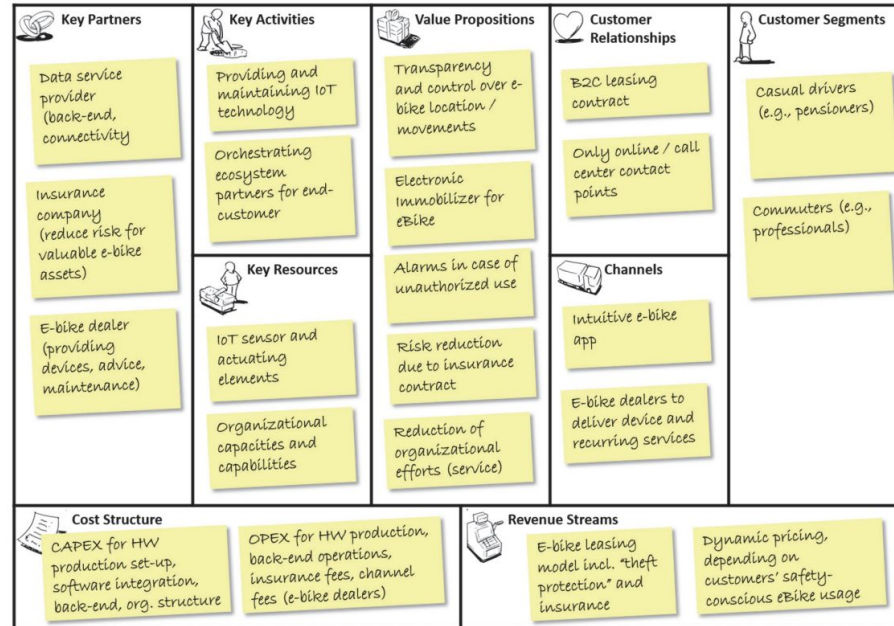 Key Partners
Data service
provider
(back-end,
connectivity
Insurance
company
(reduce risk for
valuable e-bike
assets)
E-bike dealer
(providing
devices, advice,
maintenance)
Key Activities
Providing and
maintaining IoT
technology
Orchestrating
ecosystem
partners for end-
customer
Key Resources
IoT sensor and
actuating
elements
Organizational
capacities and
capabilities
Value Propositions
Transparency
and control over e-
bike location /
movements
Electronic
Immobilizer for
eBike
Alarms in case of
unauthorized use
Risk reduction
due to insurance
contract
Reduction of
organizational
efforts (service)
Customer
Relationships
B2C leasing
contract
Only online / call
center contact
points
Channels
Intuitive e-bike
app
E-bike dealers to
deliver device and
recurring services
Customer Segments
Casual drivers
(e.g., pensioners)
Commuters (e.g.,
professionals)
Cost Structure
CAPEX for HW
production set-up,
software integration,
back-end, org. structure
OPEX for HW production,
back-end operations,
insurance fees, channel
fees (e-bike dealers)
Revenue Streams
E-bike leasing
model incl. "theft
protection" and
insurance
Dynamic pricing,
depending on
customers' safety-
conscious eBike usage